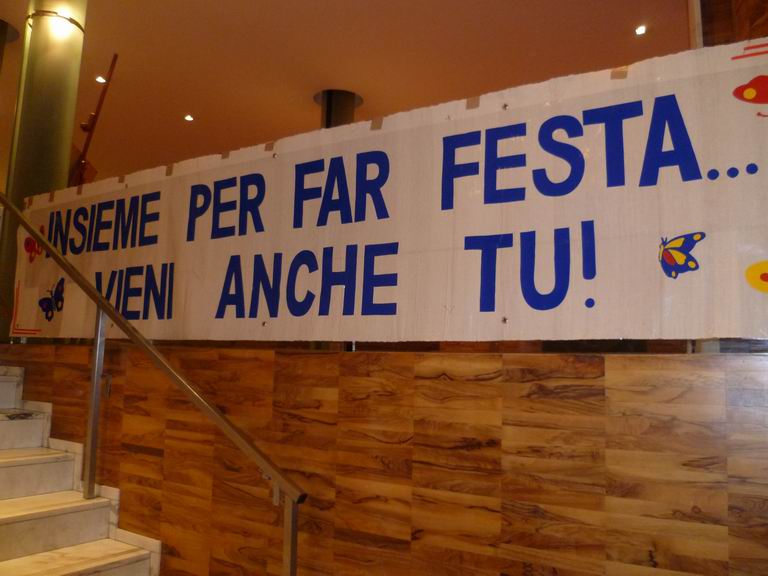 INSIEME PER FAR FESTA...
VIENI ANCHE TU!